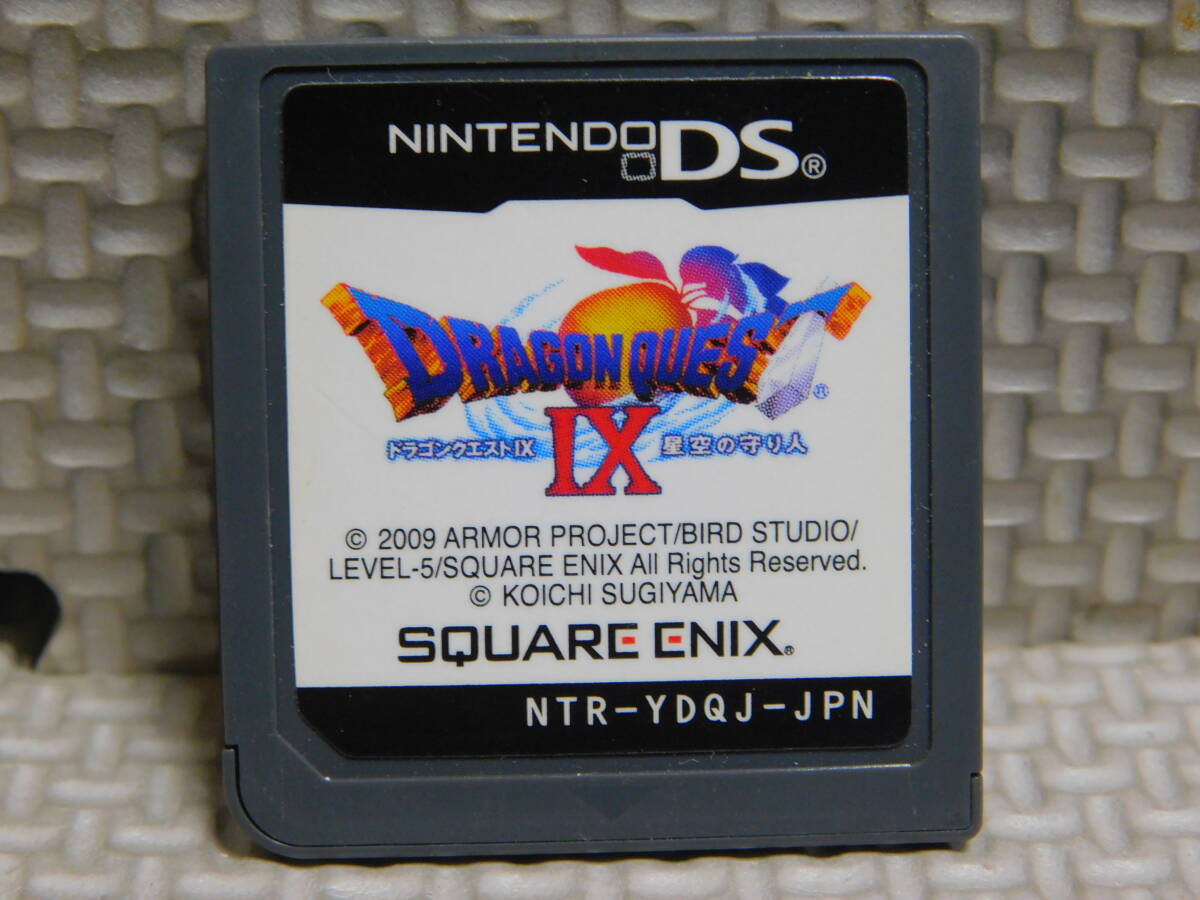 NINTENDO DS®
DRAGON QUEST®
IX
ドラゴンクエストIX 星空の守り人
© 2009 ARMOR PROJECT/BIRD STUDIO/
LEVEL-5/SQUARE ENIX All Rights Reserved.
© KOICHI SUGIYAMA
SQUARE ENIX®
NTR-YDQJ-JPN